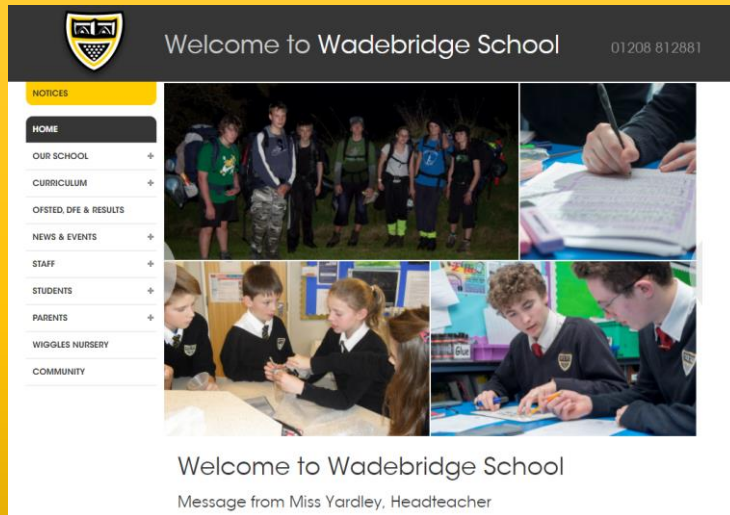 Welcome to Wadebridge School
01208 812881
NOTICES
HOME
OUR SCHOOL +
CURRICULUM +
OFSTED, DFE & RESULTS
NEWS & EVENTS +
STAFF +
STUDENTS +
PARENTS +
WIGGLES NURSERY
COMMUNITY
Glue
Welcome to Wadebridge School
Message from Miss Yardley, Headteacher